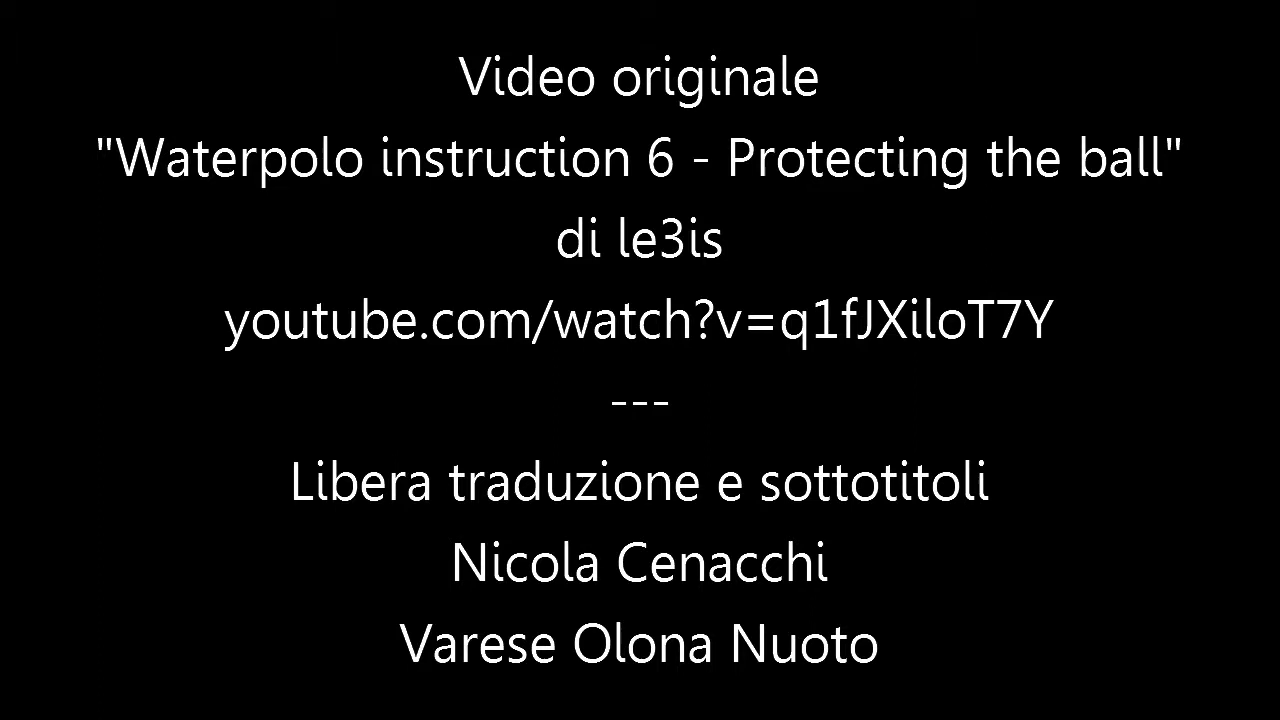 Video originale
"Waterpolo instruction 6 - Protecting the ball"
di le3is
youtube.com/watch?v=q1fJXiloT7Y
---
Libera traduzione e sottotitoli
Nicola Cenacchi
Varese Olona Nuoto